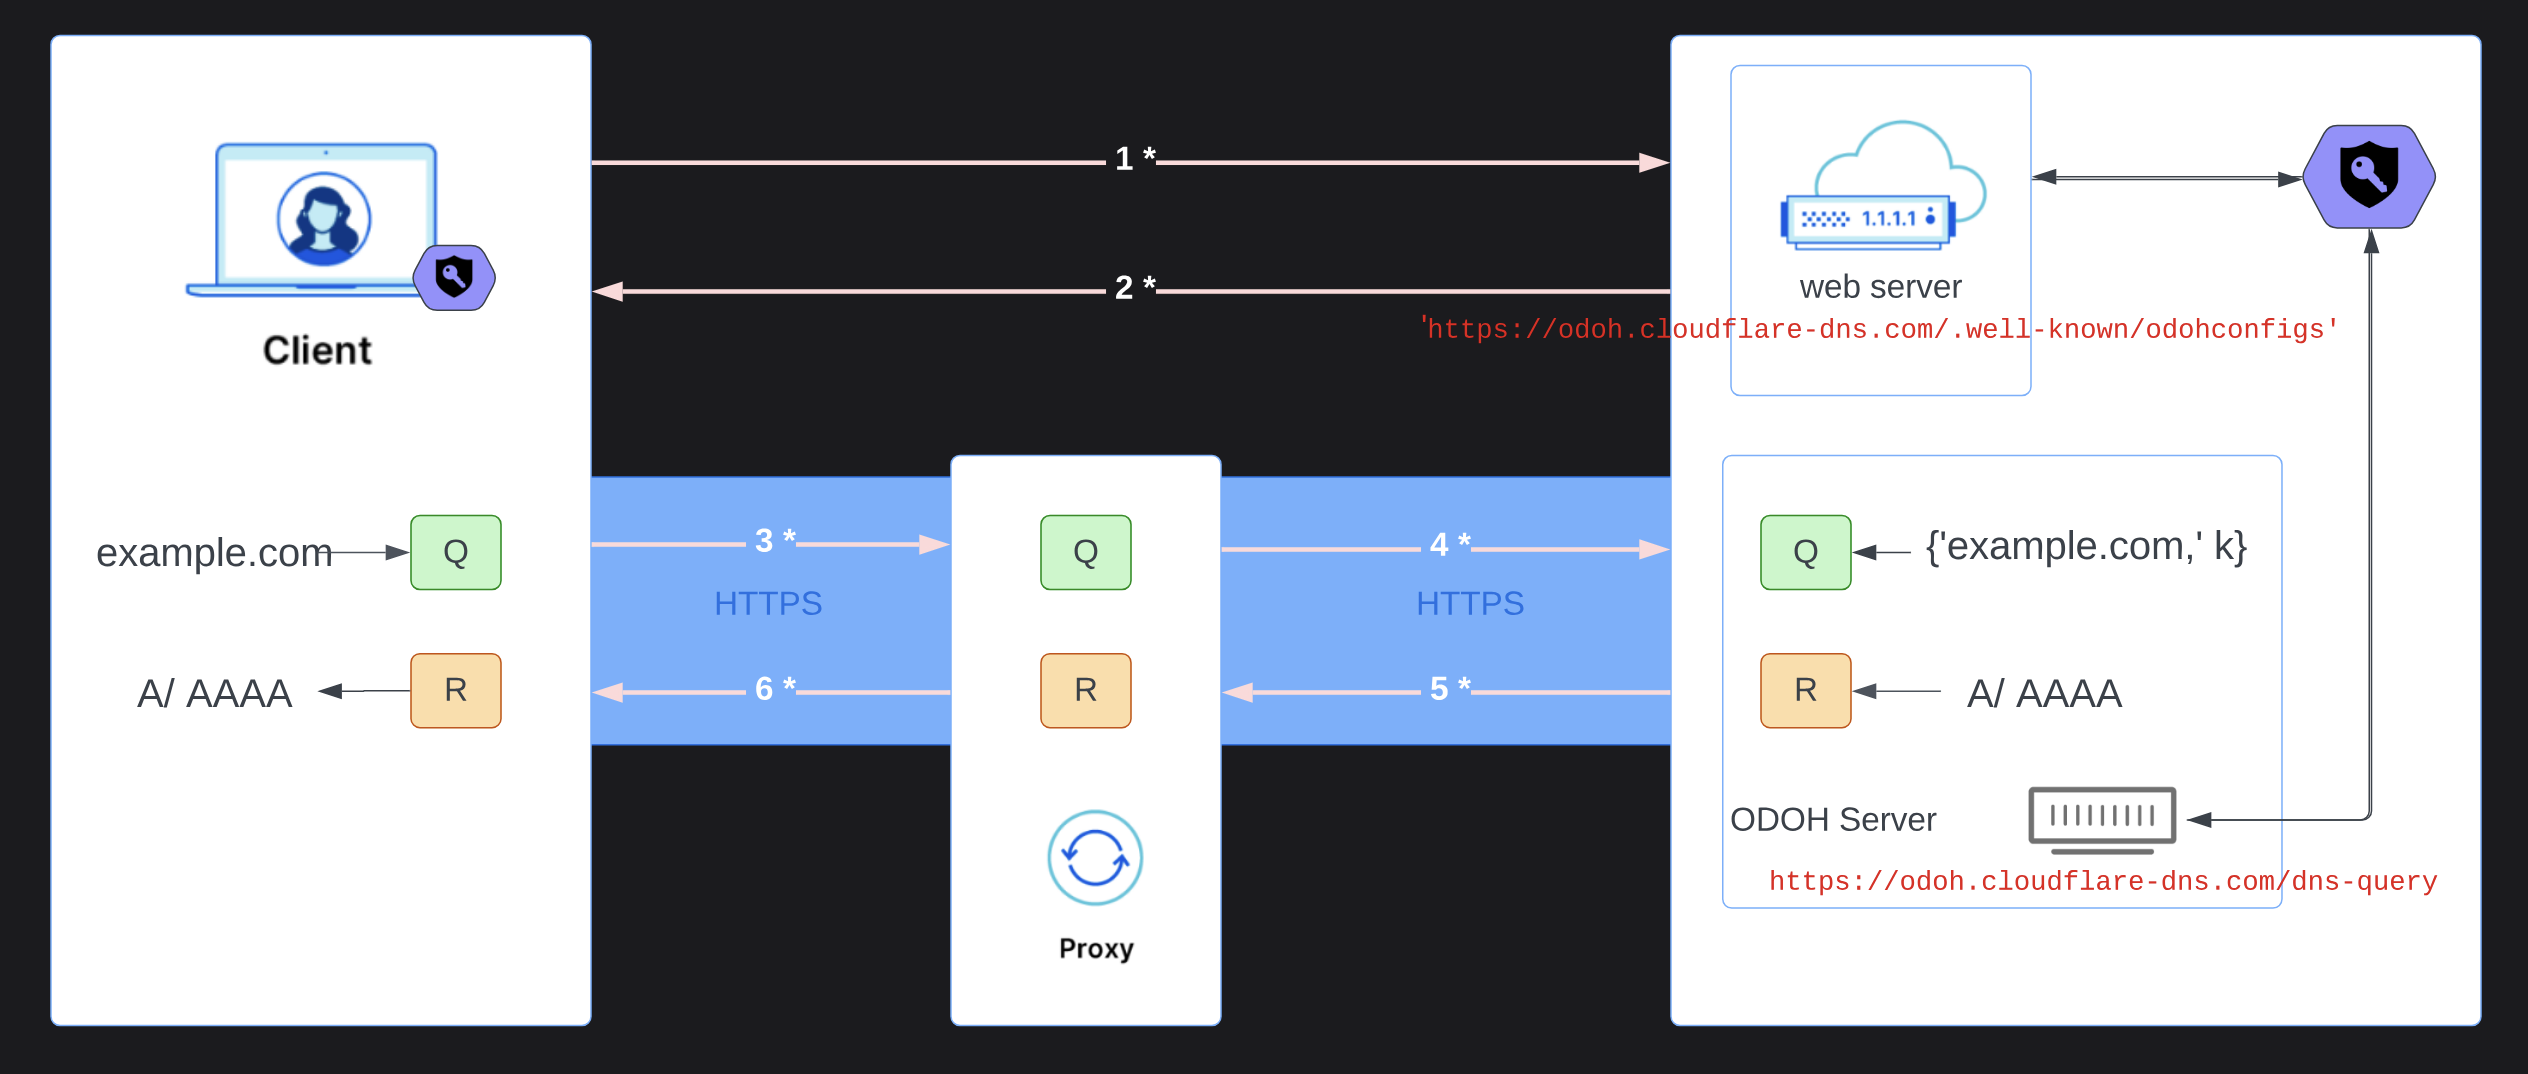 1 *
1.1.1.1
2 *
web server
'https://odoh.cloudflare-dns.com/.well-known/odohconfigs'
Client
3 *
4 *
example.com
Q
Q
Q
{'example.com,' k}
HTTPS
HTTPS
6 *
5 *
A/ AAAA
R
R
R
A/ AAAA
ODOH Server
https://odoh.cloudflare-dns.com/dns-query
Proxy